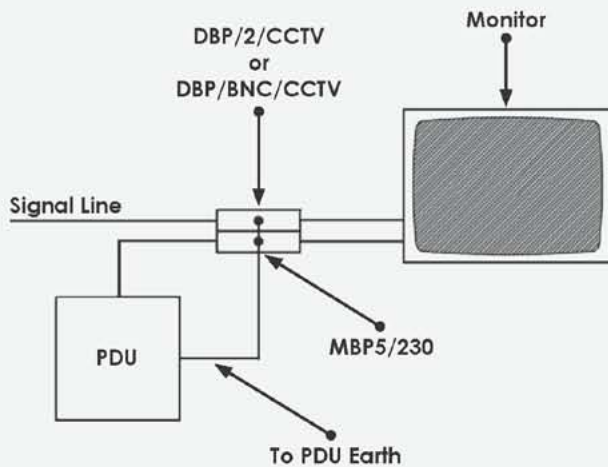 DBP/2/CCTV
or
DBP/BNC/CCTV
Monitor
Signal Line
MBP5/230
PDU
To PDU Earth